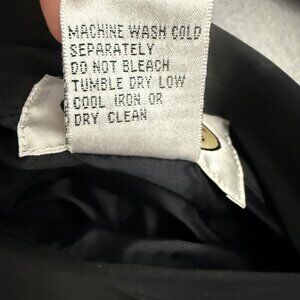 MACHINE WASH COLD
SEPARATELY
DO NOT BLEACH
TUMBLE DRY LOW
COOL IRON OR
DRY CLEAN